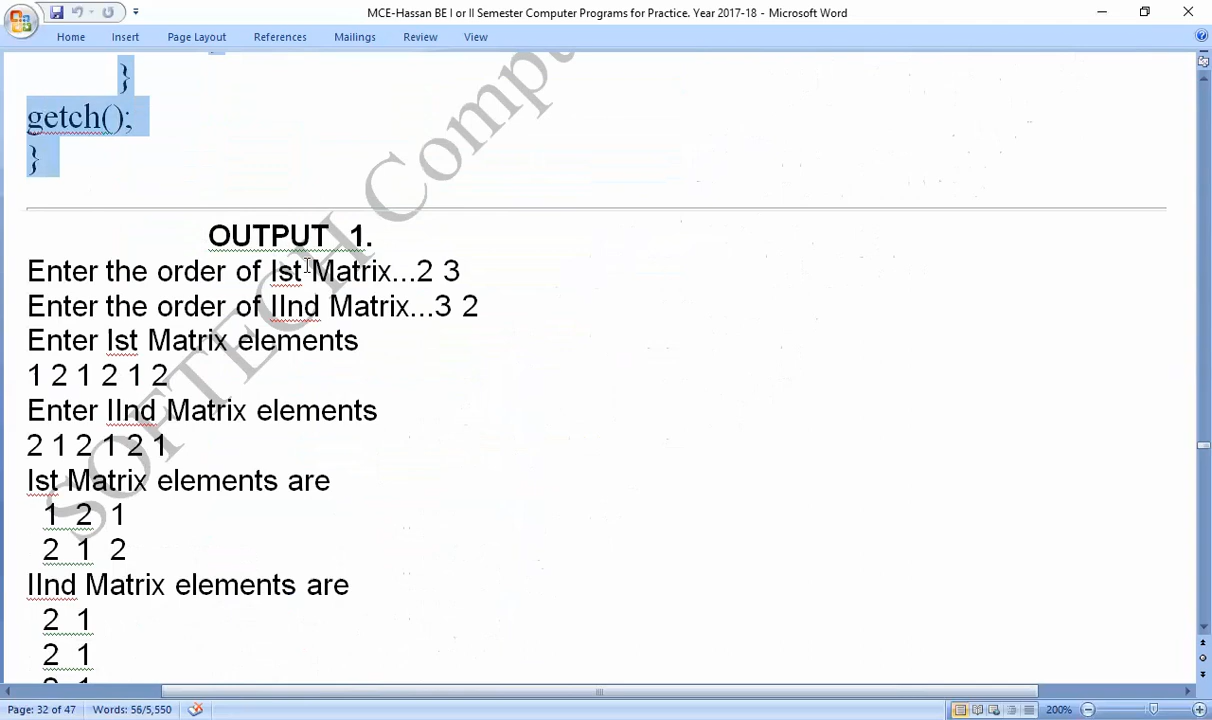 MCE-Hassan BE I or II Semester Computer Programs for Practice. Year 2017-18 - Microsoft Word
Home Insert Page Layout References Mailings Review View
}
getch();
}
SOFTECH Comp
OUTPUT 1.
Enter the order of Ist Matrix...2 3
Enter the order of IInd Matrix...3 2
Enter Ist Matrix elements
1 2 1 2 1 2
Enter IInd Matrix elements
2 1 2 1 2 1
Ist Matrix elements are
1 2 1
2 1 2
IInd Matrix elements are
2 1
2 1
Page: 32 of 47 Words: 56/5,550 200%